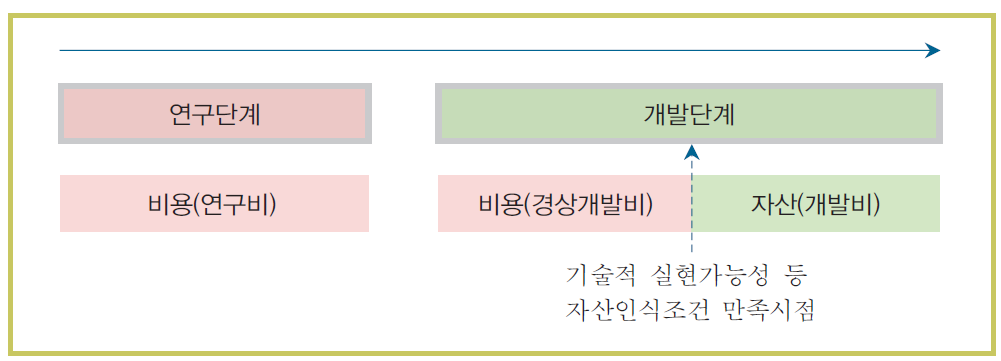 연구단계
개발단계
비용(연구비)
비용(경상개발비)
자산(개발비)
기술적 실현가능성 등
자산인식조건 만족시점